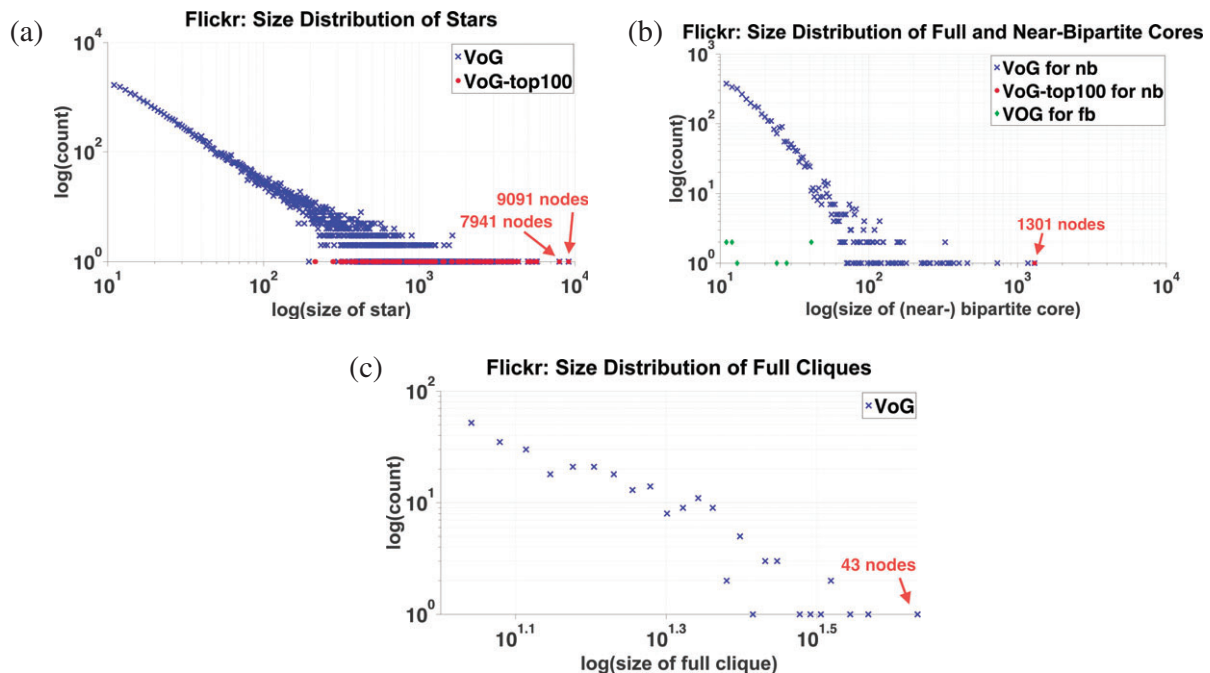 (a)
Flickr: Size Distribution of Stars
10^4
10^2
10^0
log(count)
VoG
VoG-top100
9091 nodes
7941 nodes
10^1
10^2
10^3
10^4
log(size of star)
(b)
Flickr: Size Distribution of Full and Near-Bipartite Cores
10^3
10^2
10^1
10^0
log(count)
VoG for nb
VoG-top100 for nb
VOG for fb
1301 nodes
10^1
10^2
10^3
10^4
log(size of (near-) bipartite core)
(c)
Flickr: Size Distribution of Full Cliques
10^2
10^1
10^0
log(count)
VoG
43 nodes
10^1.1
10^1.3
10^1.5
log(size of full clique)